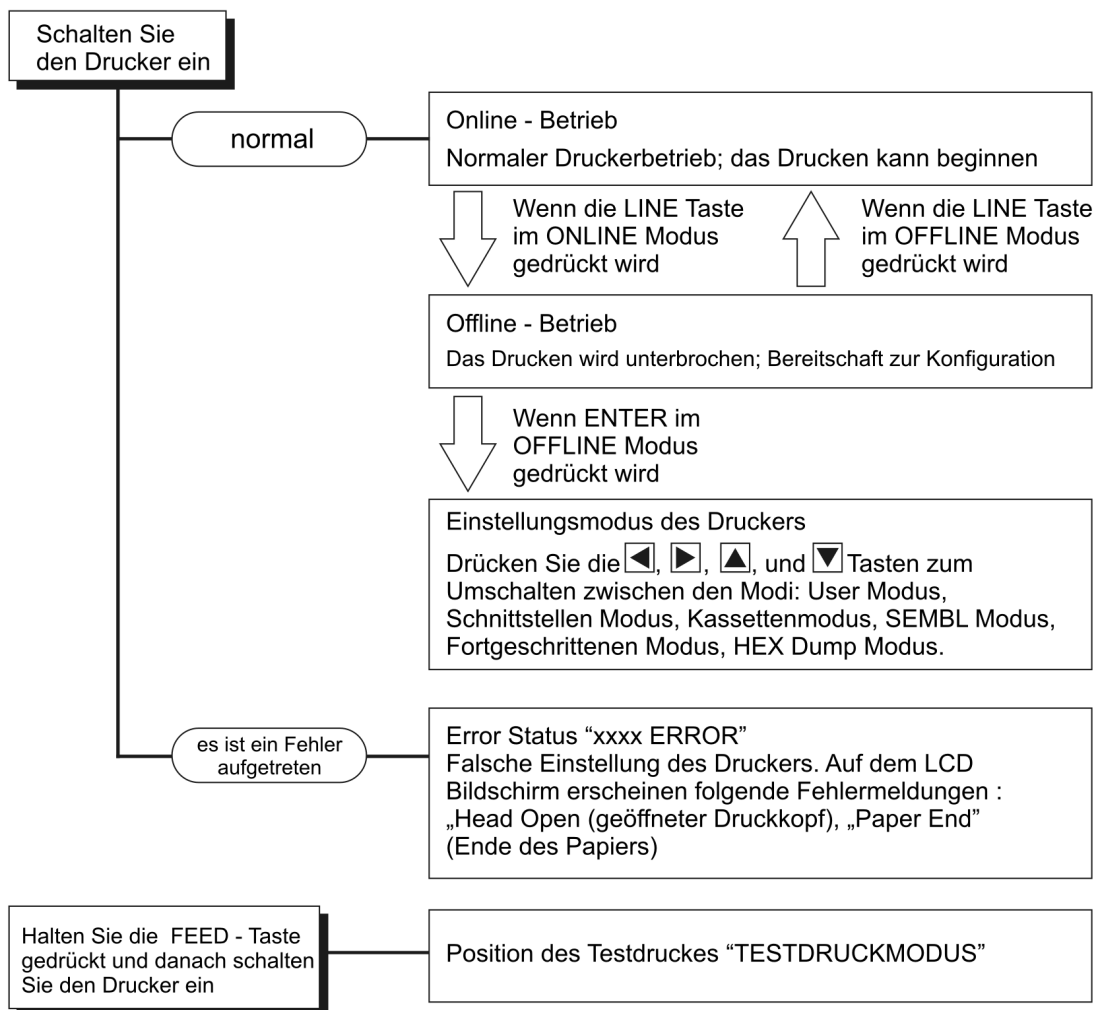 Schalten Sie
den Drucker ein
normal
Online - Betrieb
Normaler Druckerbetrieb; das Drucken kann beginnen
Wenn die LINE Taste
im ONLINE Modus
gedrückt wird
Wenn die LINE Taste
im OFFLINE Modus
gedrückt wird
Offline - Betrieb
Das Drucken wird unterbrochen; Bereitschaft zur Konfiguration
Wenn ENTER im
OFFLINE Modus
gedrückt wird
Einstellungsmodus des Druckers
Drücken Sie die ◀, ▶, ▲, und ▼ Tasten zum
Umschalten zwischen den Modi: User Modus,
Schnittstellen Modus, Kassettenmodus, SEMBL Modus,
Fortgeschrittenen Modus, HEX Dump Modus.
es ist ein Fehler
aufgetreten
Error Status “xxxx ERROR”
Falsche Einstellung des Druckers. Auf dem LCD
Bildschirm erscheinen folgende Fehlermeldungen :
„Head Open (geöffneter Druckkopf), „Paper End”
(Ende des Papiers)
Halten Sie die FEED - Taste
gedrückt und danach schalten
Sie den Drucker ein
Position des Testdruckes “TESTDRUCKMODUS”